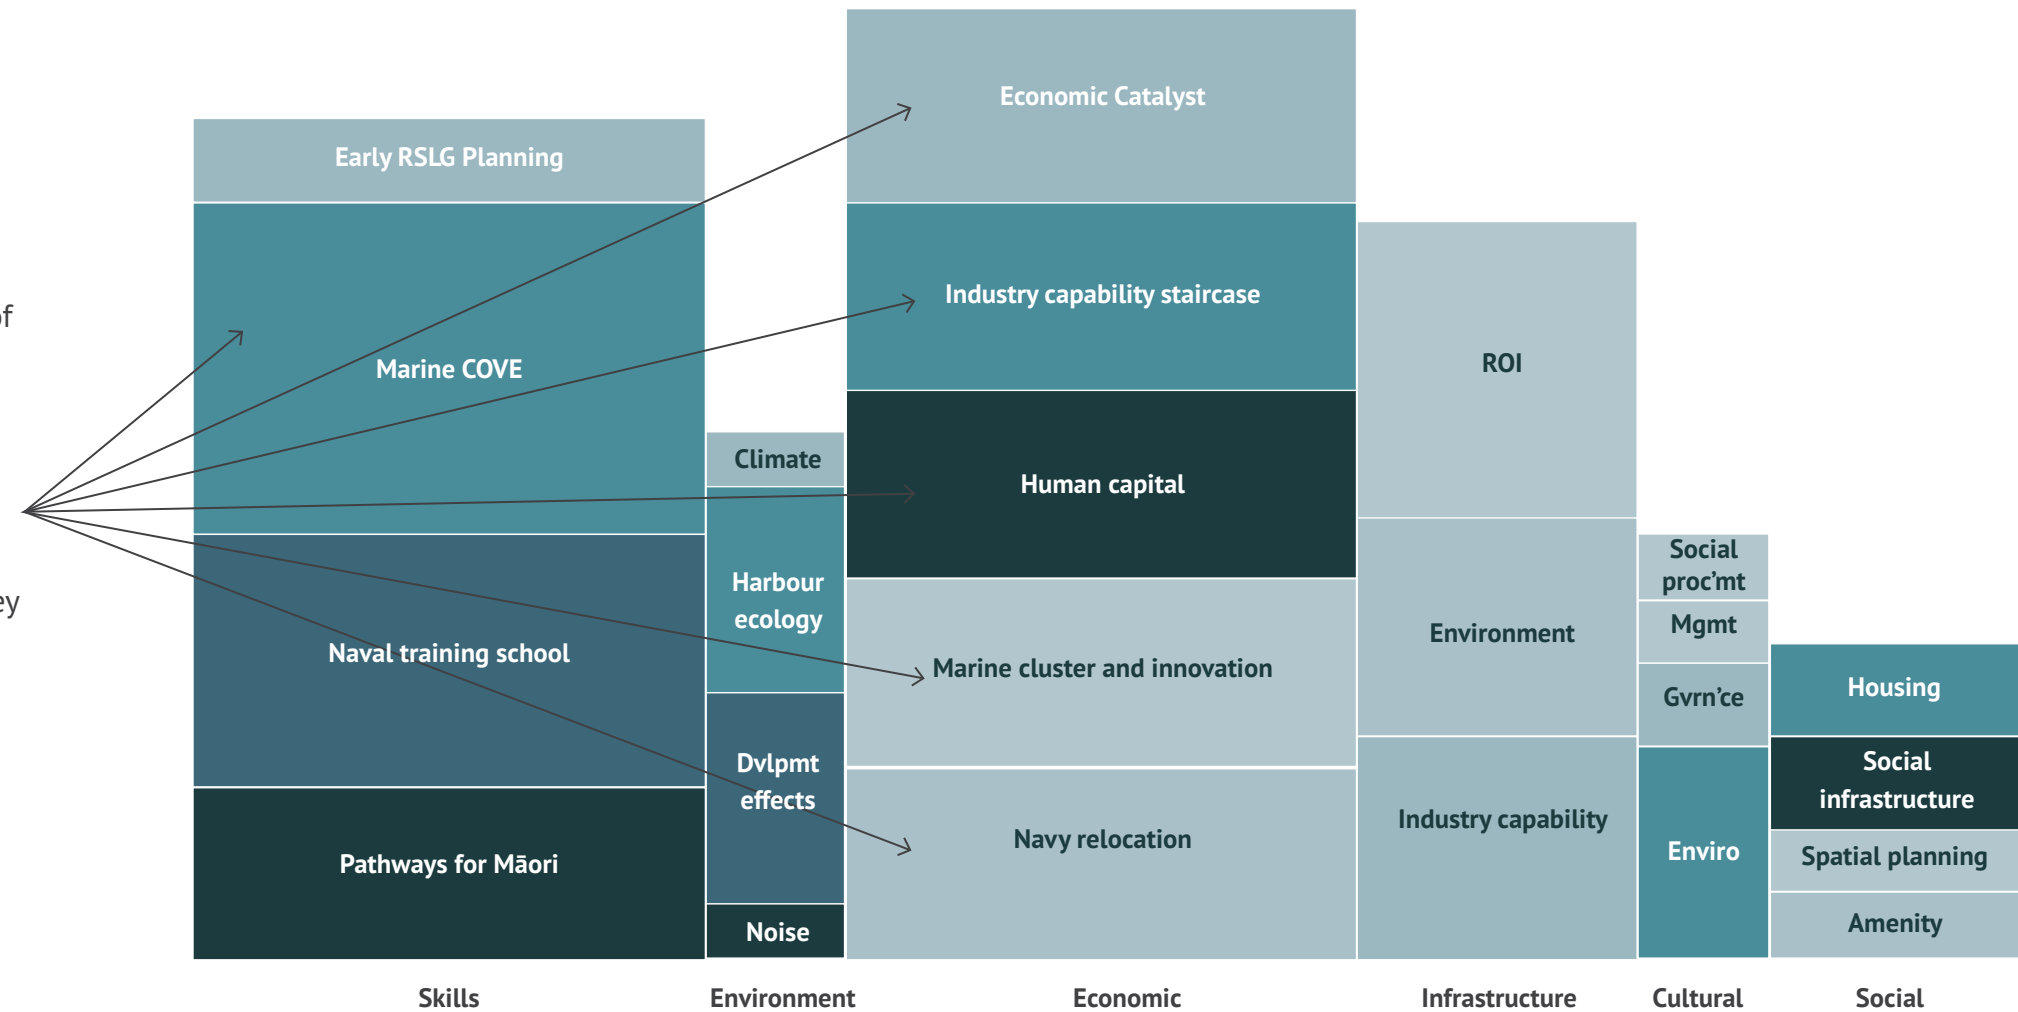 of
ey
Early RSLG Planning
Marine COVE
Naval training school
Pathways for Māori
Climate
Harbour
ecology
Dvlpmt
effects
Noise
Economic Catalyst
Industry capability staircase
Human capital
Marine cluster and innovation
Navy relocation
ROI
Environment
Industry capability
Social
proc’mt
Mgmt
Gvrn’ce
Enviro
Housing
Social
infrastructure
Spatial planning
Amenity
Skills
Environment
Economic
Infrastructure
Cultural
Social